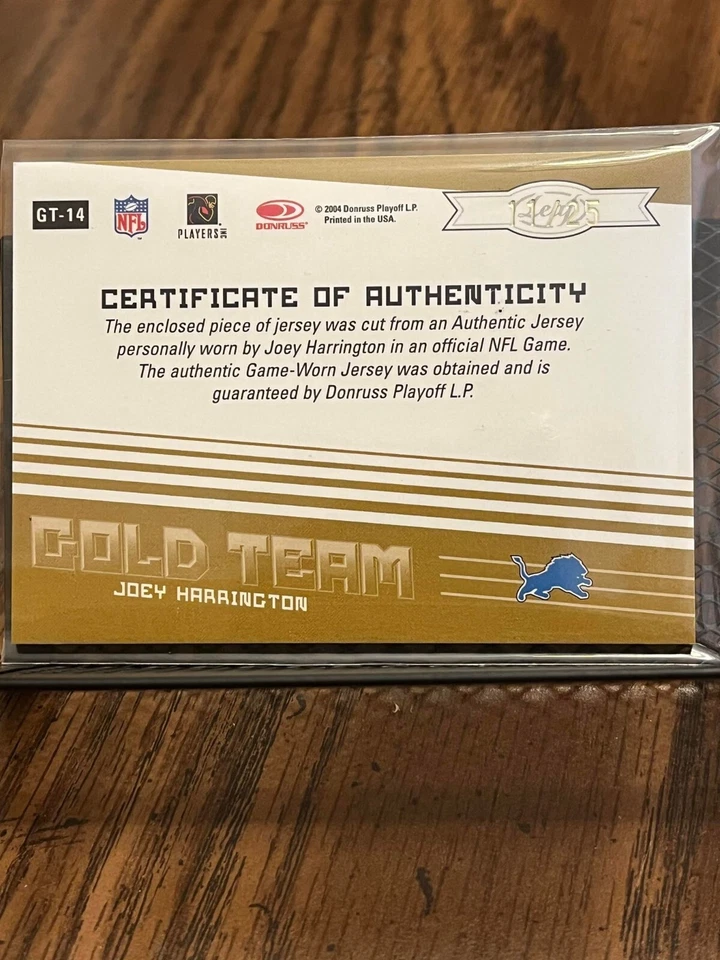 GT-14
NFL
PLAYERS INC
DONRUSS
© 2004 Donruss Playoff L.P.
Printed in the USA.
Leaf
11/25
CERTIFICATE OF AUTHENTICITY
The enclosed piece of jersey was cut from an Authentic Jersey
personally worn by Joey Harrington in an official NFL Game.
The authentic Game-Worn Jersey was obtained and is
guaranteed by Donruss Playoff L.P.
GOLD TEAM
JOEY HARRINGTON